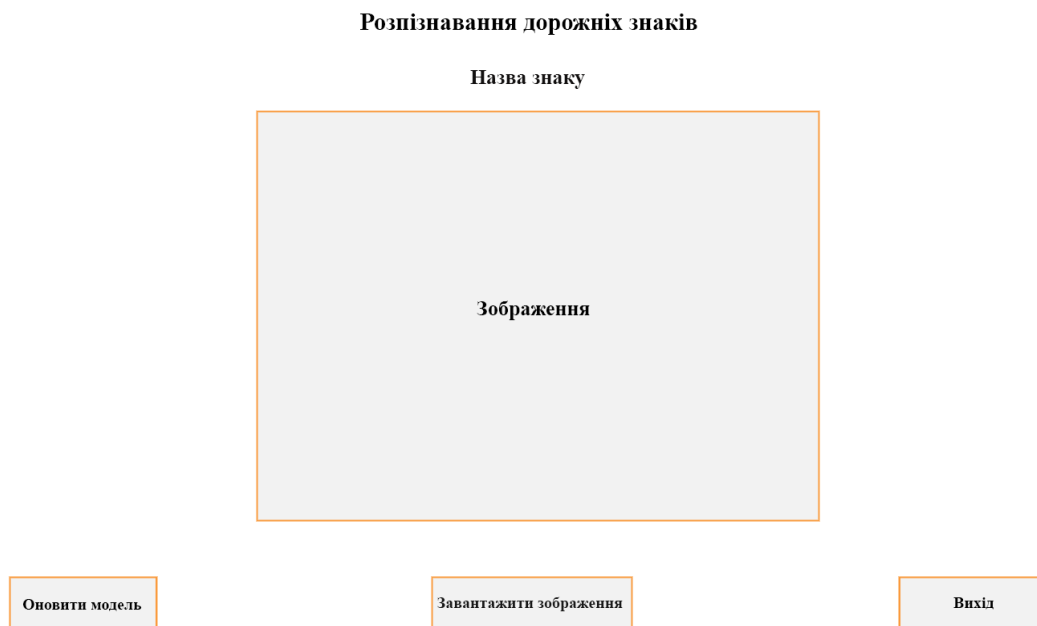 Розпізнавання дорожніх знаків
Назва знаку
Зображення
Оновити модель
Завантажити зображення
Вихід